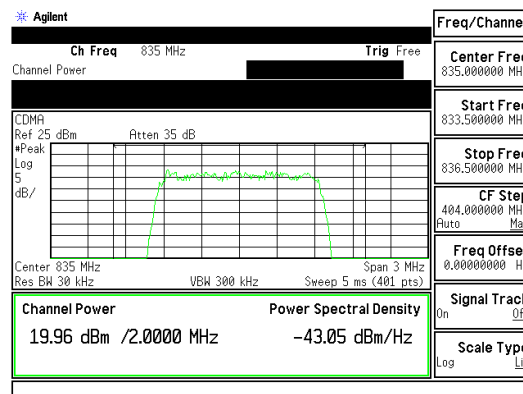 Agilent
Freq/Channe
Ch Freq 835 MHz Trig Free
Channel Power
Center Fre
835.000000 MH
Start Fre
833.500000 MH
Stop Fre
836.500000 MH
CF Ste
404.000000 MH
Auto Ma
Freq Offse
0.00000000 H
Signal Trac
On Of
Scale Typ
Log Li
CDMA
Ref 25 dBm Atten 35 dB
#Peak
Log
5
dB/
Center 835 MHz Span 3 MHz
Res BW 30 kHz VBW 300 kHz Sweep 5 ms (401 pts)
Channel Power Power Spectral Density
19.96 dBm /2.0000 MHz -43.05 dBm/Hz